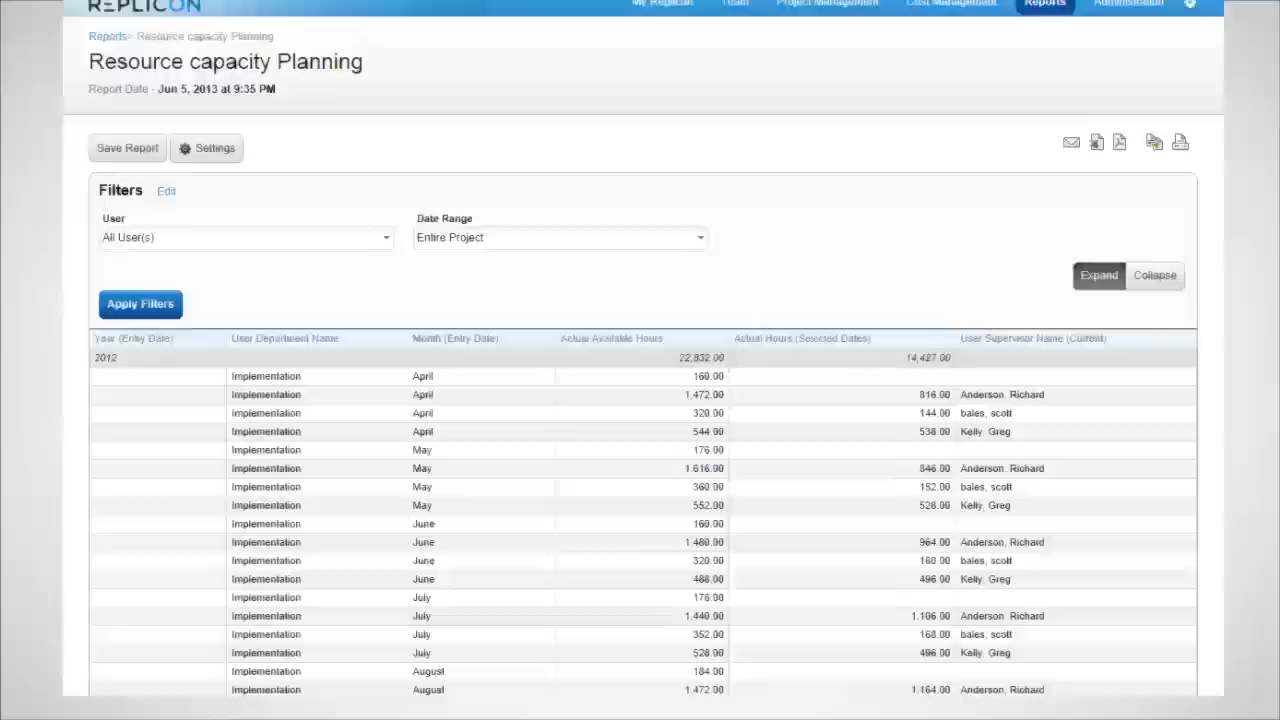 REPLICON My Replicon Team Project Management Cost Management Reports Administration
Reports> Resource capacity Planning
Resource capacity Planning
Report Date - Jun 5, 2013 at 9:35 PM
Save Report Settings
Filters Edit
User Date Range
All User(s) Entire Project
Expand Collapse
Apply Filters
Year (Entry Date) User Department Name Month (Entry Date) Actual Available Hours Actual Hours (Selected Dates) User Supervisor Name (Current)
2012 22,832.00 14,427.00
Implementation April 160.00
Implementation April 1,472.00 816.00 Anderson, Richard
Implementation April 320.00 144.00 bales, scott
Implementation April 544.00 538.00 Kelly, Greg
Implementation May 176.00
Implementation May 1,616.00 846.00 Anderson, Richard
Implementation May 360.00 152.00 bales, scott
Implementation May 552.00 528.00 Kelly, Greg
Implementation June 160.00
Implementation June 1,480.00 964.00 Anderson, Richard
Implementation June 320.00 160.00 bales, scott
Implementation June 488.00 496.00 Kelly, Greg
Implementation July 176.00
Implementation July 1,440.00 1,106.00 Anderson, Richard
Implementation July 352.00 168.00 bales, scott
Implementation July 528.00 496.00 Kelly, Greg
Implementation August 184.00
Implementation August 1,472.00 1,164.00 Anderson, Richard